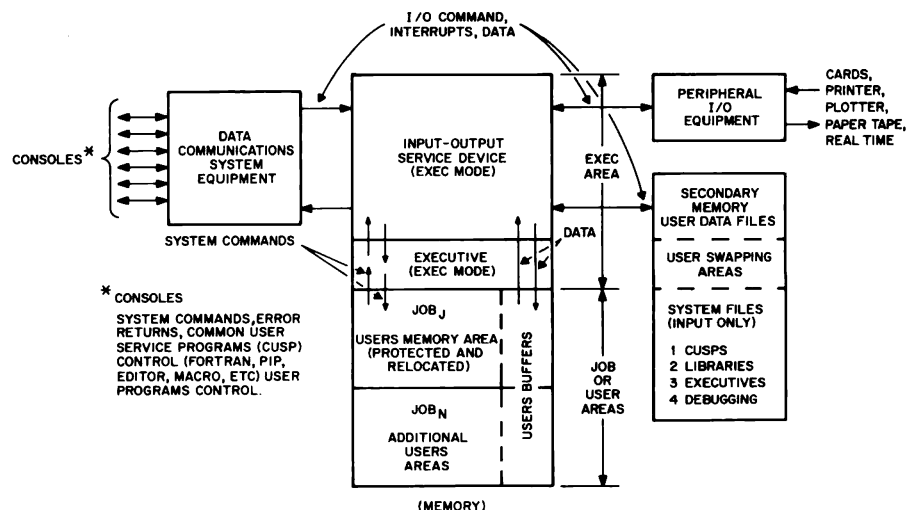 I/O COMMAND,
INTERRUPTS, DATA
CONSOLES*
DATA
COMMUNICATIONS
SYSTEM
EQUIPMENT
INPUT-OUTPUT
SERVICE DEVICE
(EXEC MODE)
EXEC
AREA
PERIPHERAL
I/O
EQUIPMENT
CARDS,
PRINTER,
PLOTTER,
PAPER TAPE,
REAL TIME
SYSTEM COMMANDS
DATA
EXECUTIVE
(EXEC MODE)
SECONDARY
MEMORY
USER DATA FILES
USER SWAPPING
AREAS
SYSTEM FILES
(INPUT ONLY)
1 CUSPS
2 LIBRARIES
3 EXECUTIVES
4 DEBUGGING
*CONSOLES
SYSTEM COMMANDS,ERROR
RETURNS, COMMON USER
SERVICE PROGRAMS (CUSP)
CONTROL (FORTRAN, PIP,
EDITOR, MACRO, ETC) USER
PROGRAMS CONTROL.
JOBJ
USERS MEMORY AREA
(PROTECTED AND
RELOCATED)
JOBN
ADDITIONAL
USERS
AREAS
USERS BUFFERS
JOB
OR
USER
AREAS
(MEMORY)